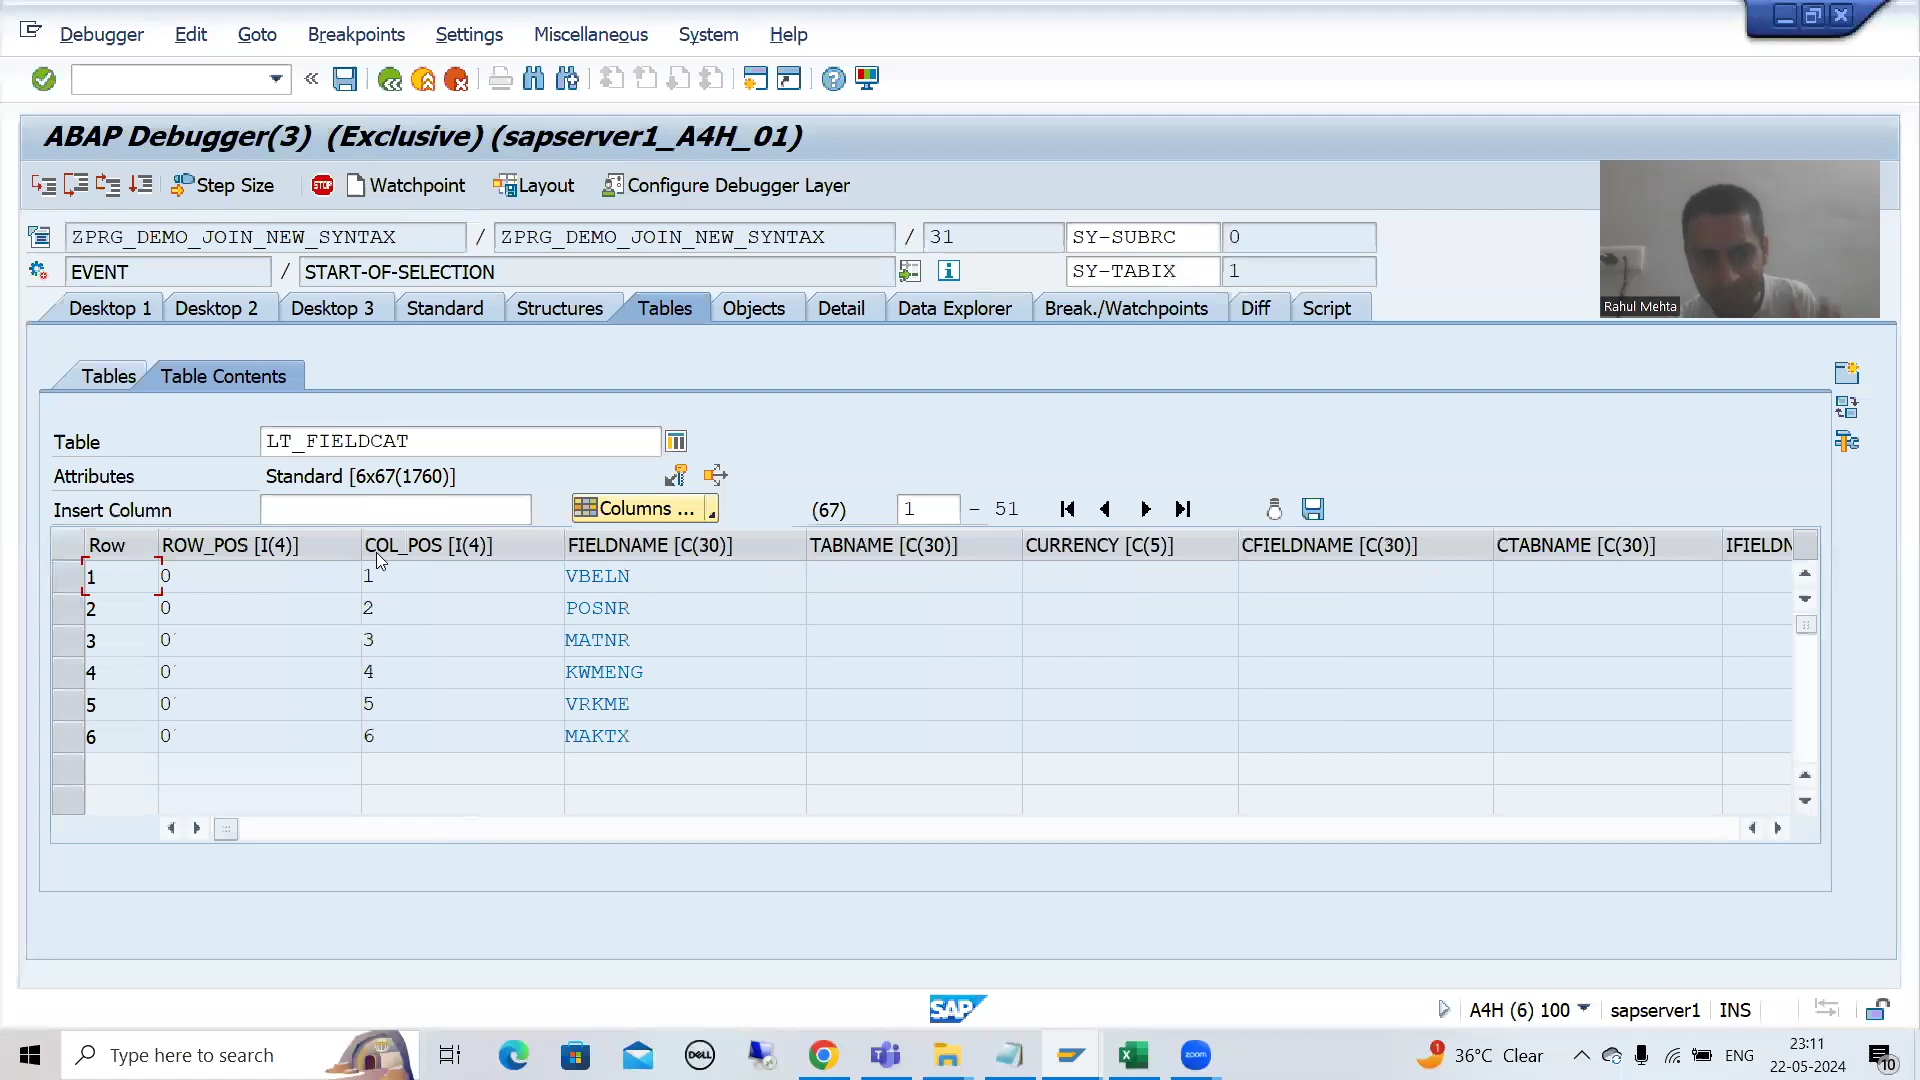 Debugger Edit Goto Breakpoints Settings Miscellaneous System Help
ABAP Debugger(3) (Exclusive) (sapserver1_A4H_01)
Step Size STOP Watchpoint Layout Configure Debugger Layer
ZPRG_DEMO_JOIN_NEW_SYNTAX / ZPRG_DEMO_JOIN_NEW_SYNTAX / 31 SY-SUBRC 0
EVENT / START-OF-SELECTION SY-TABIX 1
Rahul Mehta
Desktop 1 Desktop 2 Desktop 3 Standard Structures Tables Objects Detail Data Explorer Break./Watchpoints Diff Script
Tables Table Contents
Table LT_FIELDCAT
Attributes Standard [6x67(1760)]
Insert Column Columns ... (67) 1 - 51
Row ROW_POS [I(4)] COL_POS [I(4)] FIELDNAME [C(30)] TABNAME [C(30)] CURRENCY [C(5)] CFIELDNAME [C(30)] CTABNAME [C(30)] IFIELDN
1 0 1 VBELN
2 0 2 POSNR
3 0 3 MATNR
4 0 4 KWMENG
5 0 5 VRKME
6 0 6 MAKTX
SAP A4H (6) 100 sapserver1 INS
Type here to search DELL zoom 1 36°C Clear ENG 23:11
22-05-2024 10